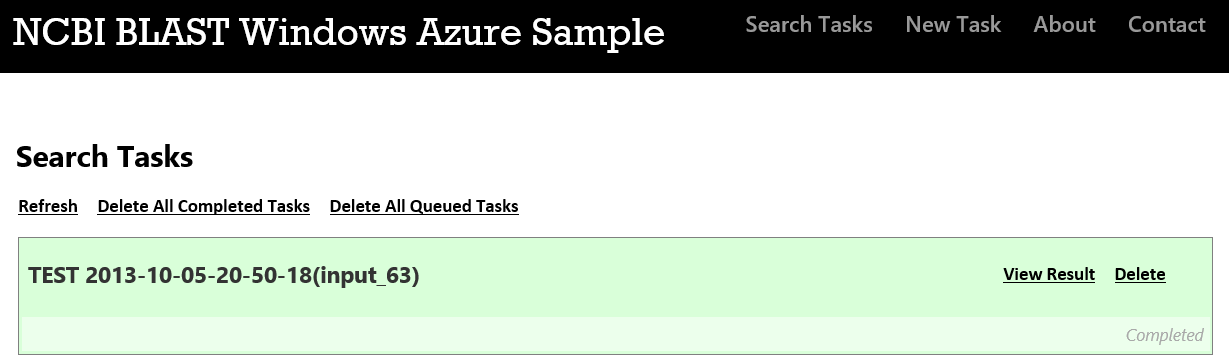 NCBI BLAST Windows Azure Sample Search Tasks New Task About Contact
Search Tasks
Refresh Delete All Completed Tasks Delete All Queued Tasks
TEST 2013-10-05-20-50-18(input_63) View Result Delete
Completed